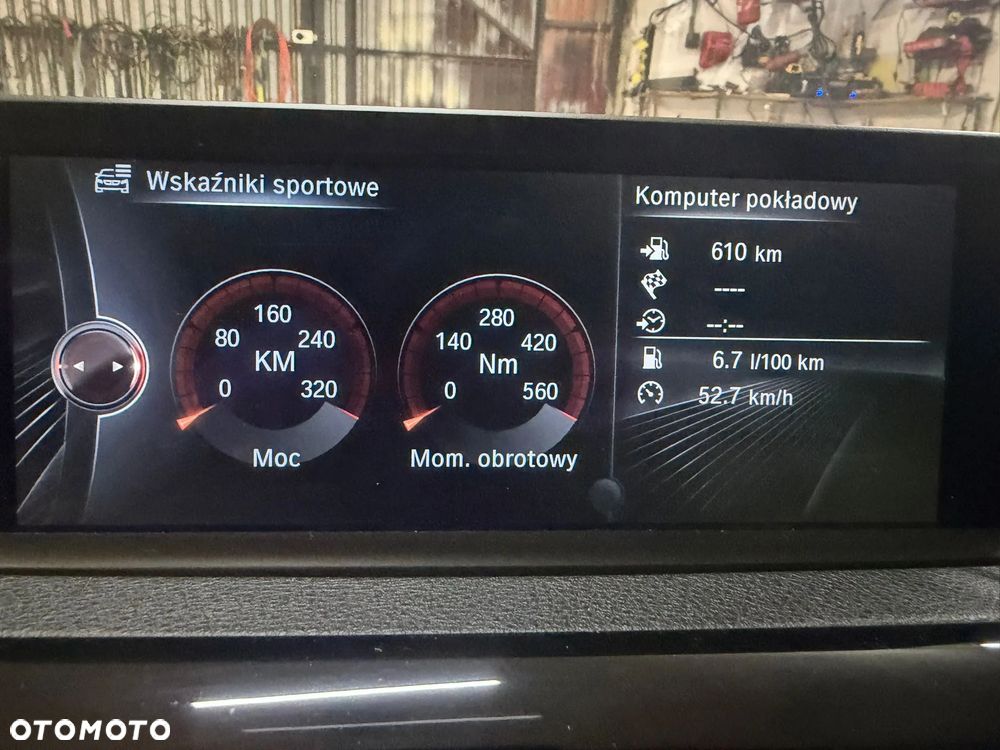 Wskaźniki sportowe
160
80
240
KM
0
320
Moc
280
140
420
Nm
0
560
Mom. obrotowy
Komputer pokładowy
610 km
----
--:--
6.7 l/100 km
52.7 km/h
OTOMOTO